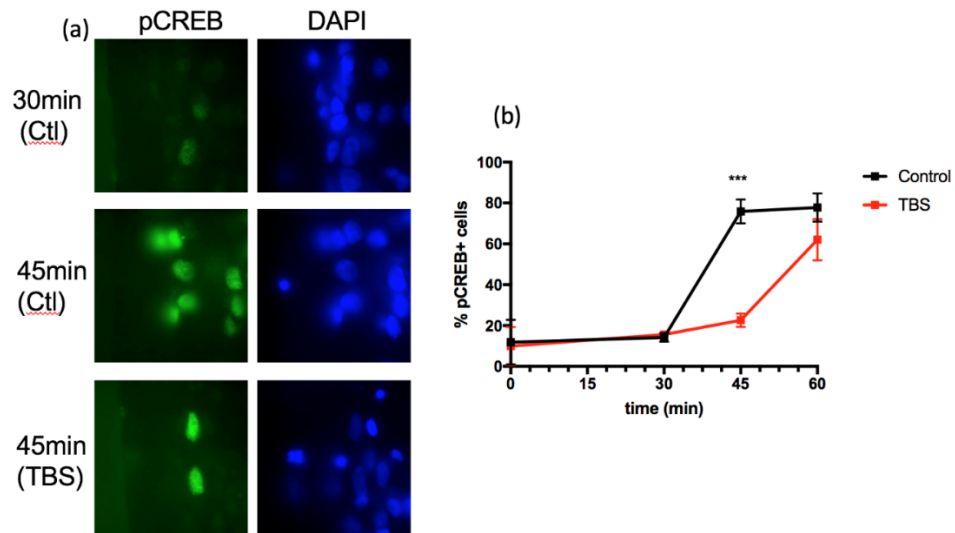 (a)
pCREB
DAPI
30min
(Ctl)
45min
(Ctl)
45min
(TBS)
(b)
***
Control
TBS
100
80
60
40
20
0
% pCREB+ cells
0
15
30
45
60
time (min)